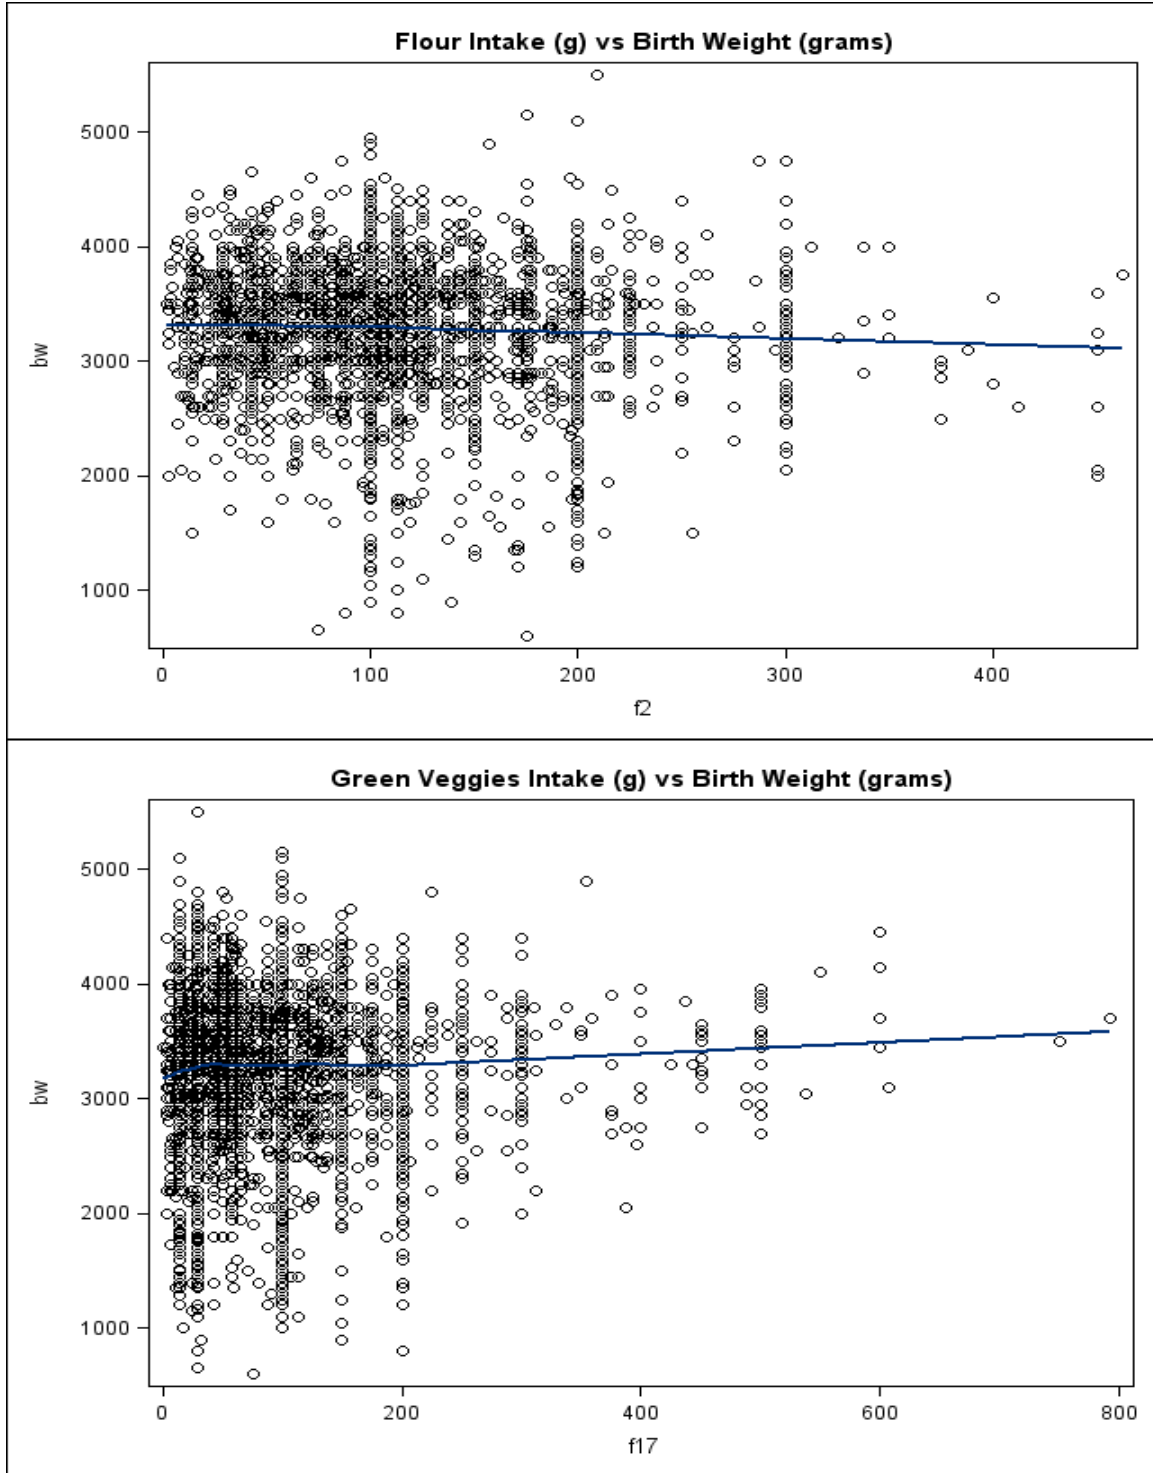 Flour Intake (g) vs Birth Weight (grams)
5000
4000
3000
2000
1000
bw
0 100 200 300 400
f2
Green Veggies Intake (g) vs Birth Weight (grams)
5000
4000
3000
2000
1000
bw
0 200 400 600 800
f17